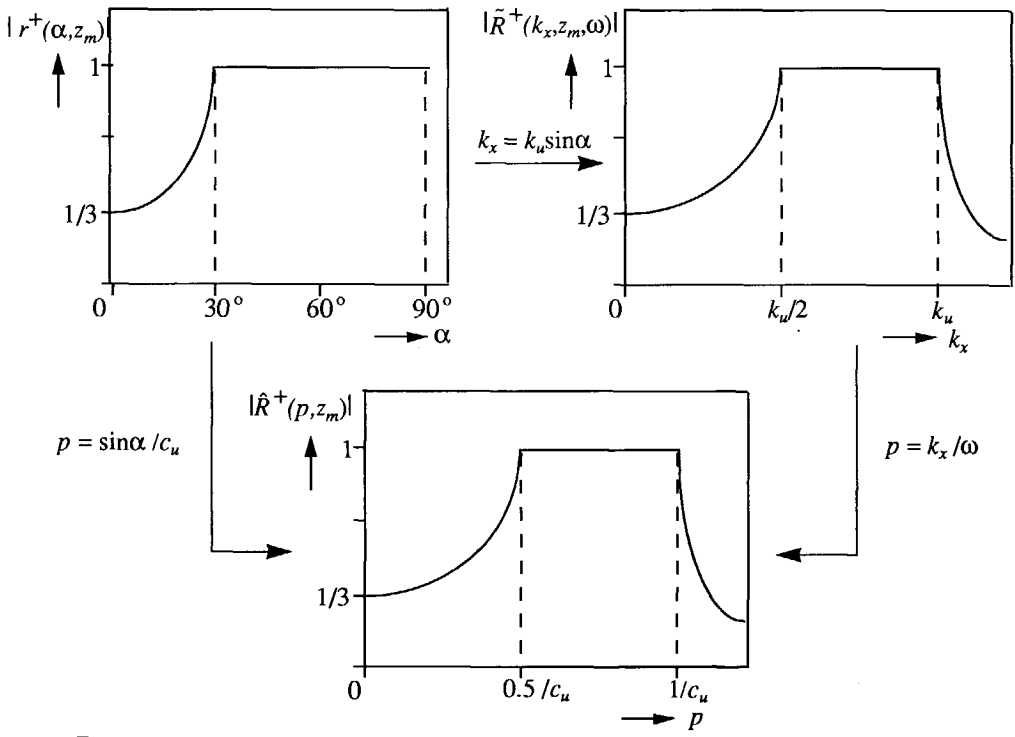 |r⁺(α,z_m)|
1
1/3
0
30°
60°
90°
α
k_x = k_u sinα
|R̃⁺(k_x,z_m,ω)|
1
1/3
0
k_u/2
k_u
k_x
p = sinα /c_u
p = k_x /ω
|R̂⁺(p,z_m)|
1
1/3
0
0.5 /c_u
1/c_u
p